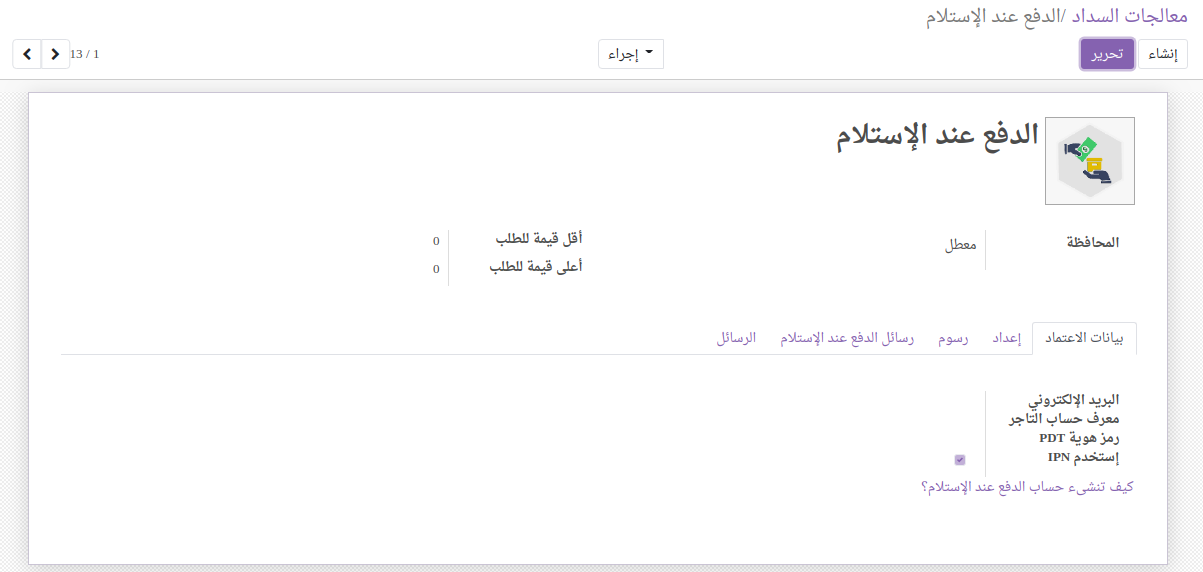 معالجات السداد / الدفع عند الإستلام
إنشاء
تحرير
إجراء
13 / 1
الدفع عند الإستلام
المحافظة
معطل
أقل قيمة للطلب
0
أعلى قيمة للطلب
0
بيانات الاعتماد
إعداد
رسوم
رسائل الدفع عند الإستلام
الرسائل
البريد الإلكتروني
معرف حساب التاجر
رمز هوية PDT
إستخدم IPN
كيف تنشىء حساب الدفع عند الإستلام؟